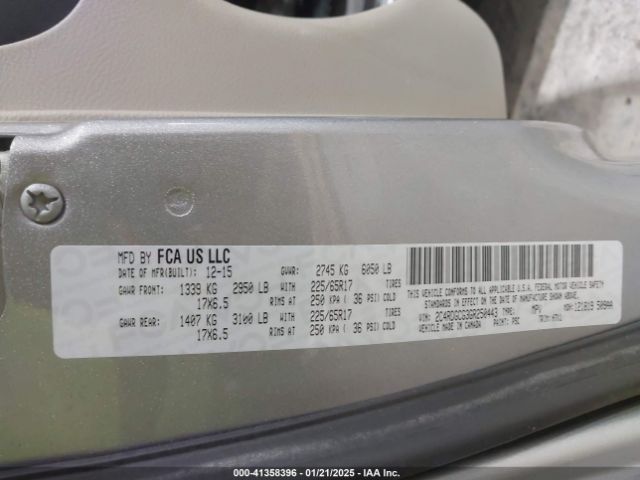 MFD BY FCA US LLC
DATE OF MFR(BUILT): 12-15 GVWR: 2745 KG 6050 LB
GAWR FRONT: 1339 KG 2950 LB WITH 225/65R17 TIRES
17X6.5 RIMS AT 250 KPA ( 36 PSI) COLD
GAWR REAR: 1407 KG 3100 LB WITH 225/65R17 TIRES
17X6.5 RIMS AT 250 KPA ( 36 PSI) COLD
THIS VEHICLE CONFORMS TO ALL APPLICABLE U.S.A. FEDERAL MOTOR VEHICLE SAFETY
STANDARDS IN EFFECT ON THE DATE OF MANUFACTURE SHOWN ABOVE.
VIN: 2C4RDGCG3GR250443 TYPE: MPV MDH: 121819 509AA
VEHICLE MADE IN CANADA PAINT: PSC TRIM:
000-41358396 • 01/21/2025 • IAA Inc.